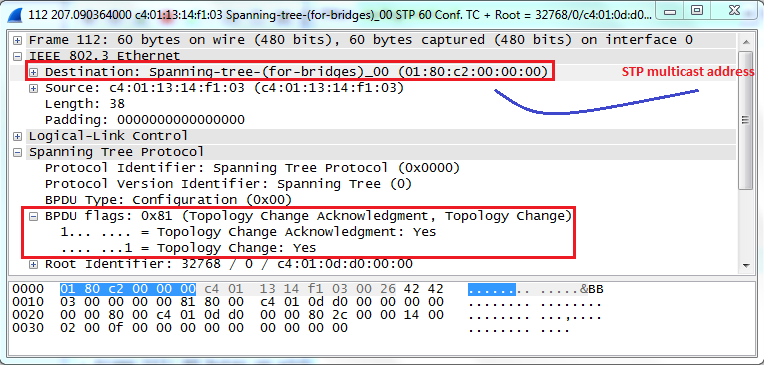 112 207.090364000 c4:01:13:14:f1:03 Spanning-tree-(for-bridges)_00 STP 60 Conf. TC + Root = 32768/0/c4:01:0d:d0...
Frame 112: 60 bytes on wire (480 bits), 60 bytes captured (480 bits) on interface 0
IEEE 802.3 Ethernet
Destination: Spanning-tree-(for-bridges)_00 (01:80:c2:00:00:00)
STP multicast address
Source: c4:01:13:14:f1:03 (c4:01:13:14:f1:03)
Length: 38
Padding: 0000000000000000
Logical-Link Control
Spanning Tree Protocol
Protocol Identifier: Spanning Tree Protocol (0x0000)
Protocol Version Identifier: Spanning Tree (0)
BPDU Type: Configuration (0x00)
BPDU flags: 0x81 (Topology Change Acknowledgment, Topology Change)
1... .... = Topology Change Acknowledgment: Yes
.... ...1 = Topology Change: Yes
Root Identifier: 32768 / 0 / c4:01:0d:d0:00:00
0000 01 80 c2 00 00 00 c4 01 13 14 f1 03 00 26 42 42 ........ .....&BB
0010 03 00 00 00 00 81 80 00 c4 01 0d d0 00 00 00 00 ........ ........
0020 00 00 80 00 c4 01 0d d0 00 00 80 2c 00 00 14 00 ........ ...,....
0030 02 00 0f 00 00 00 00 00 00 00 00 00 ........ ....